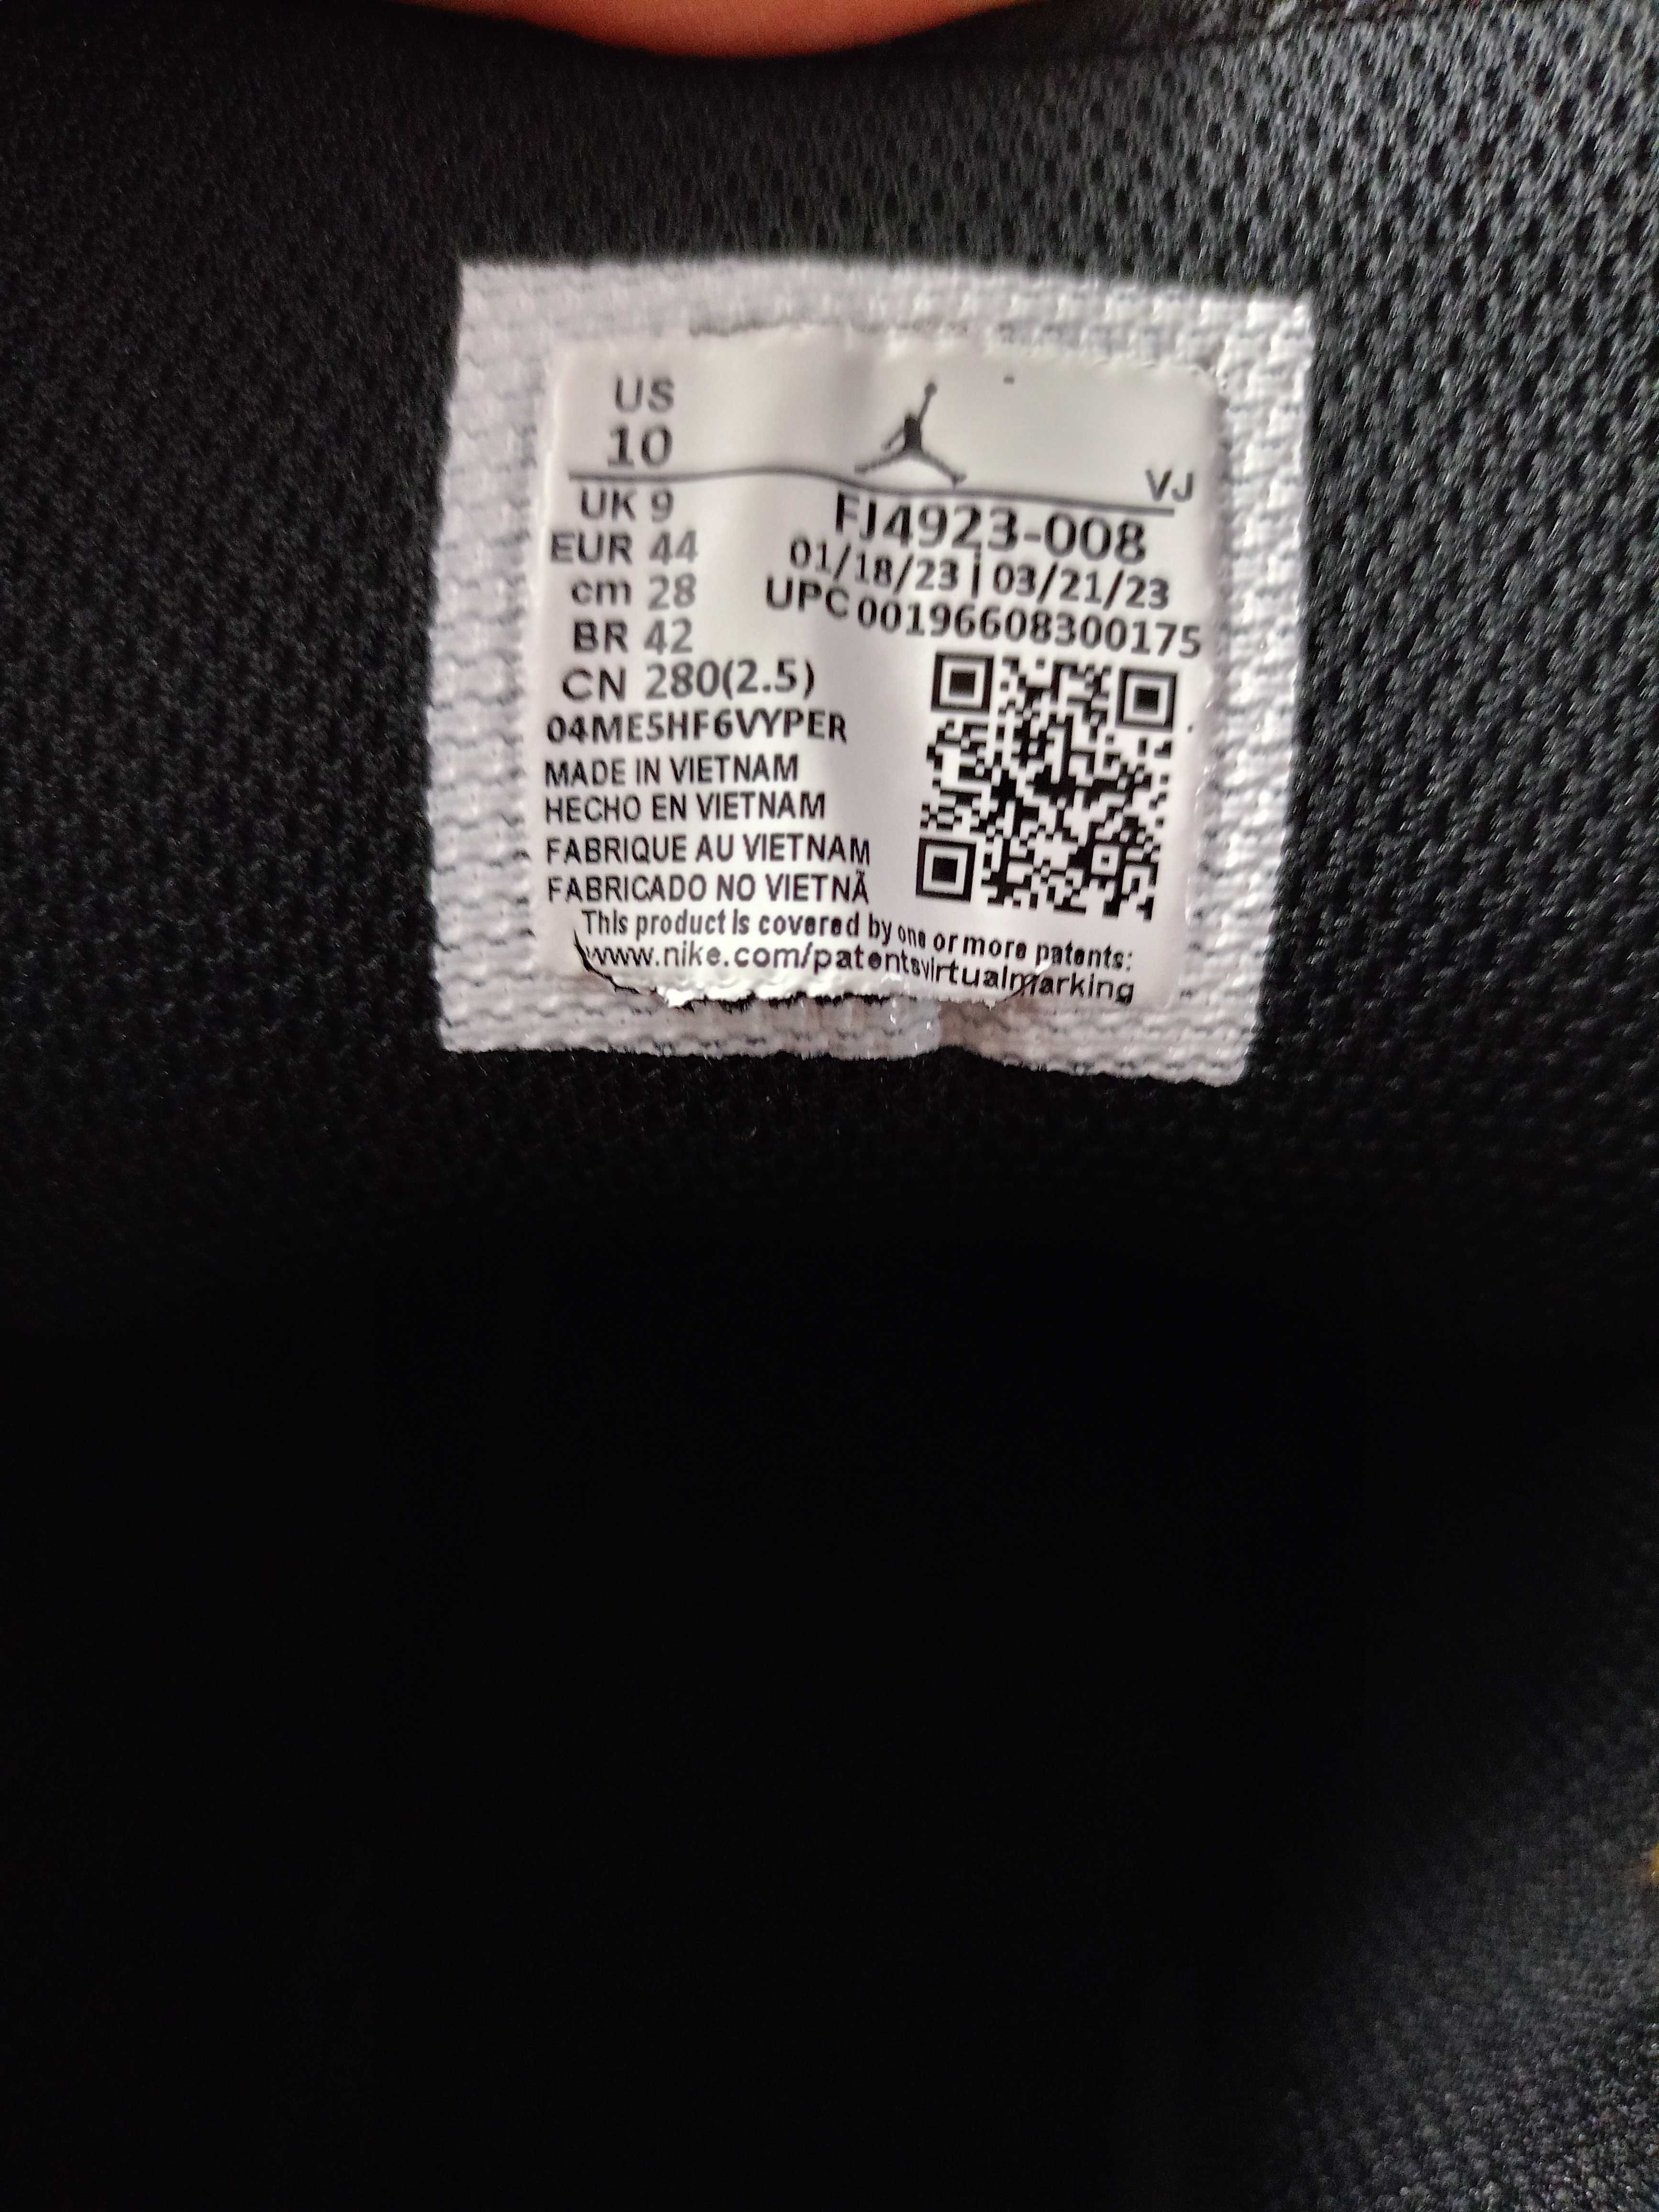 US
10
VJ
UK 9
FJ4923-008
EUR 44
01/18/23 | 03/21/23
cm 28
UPC00196608300175
BR 42
CN 280(2.5)
04ME5HF6VYPER
MADE IN VIETNAM
HECHO EN VIETNAM
FABRIQUE AU VIETNAM
FABRICADO NO VIETNÃ
This product is covered by one or more patents:
www.nike.com/patentsvirtualmarking